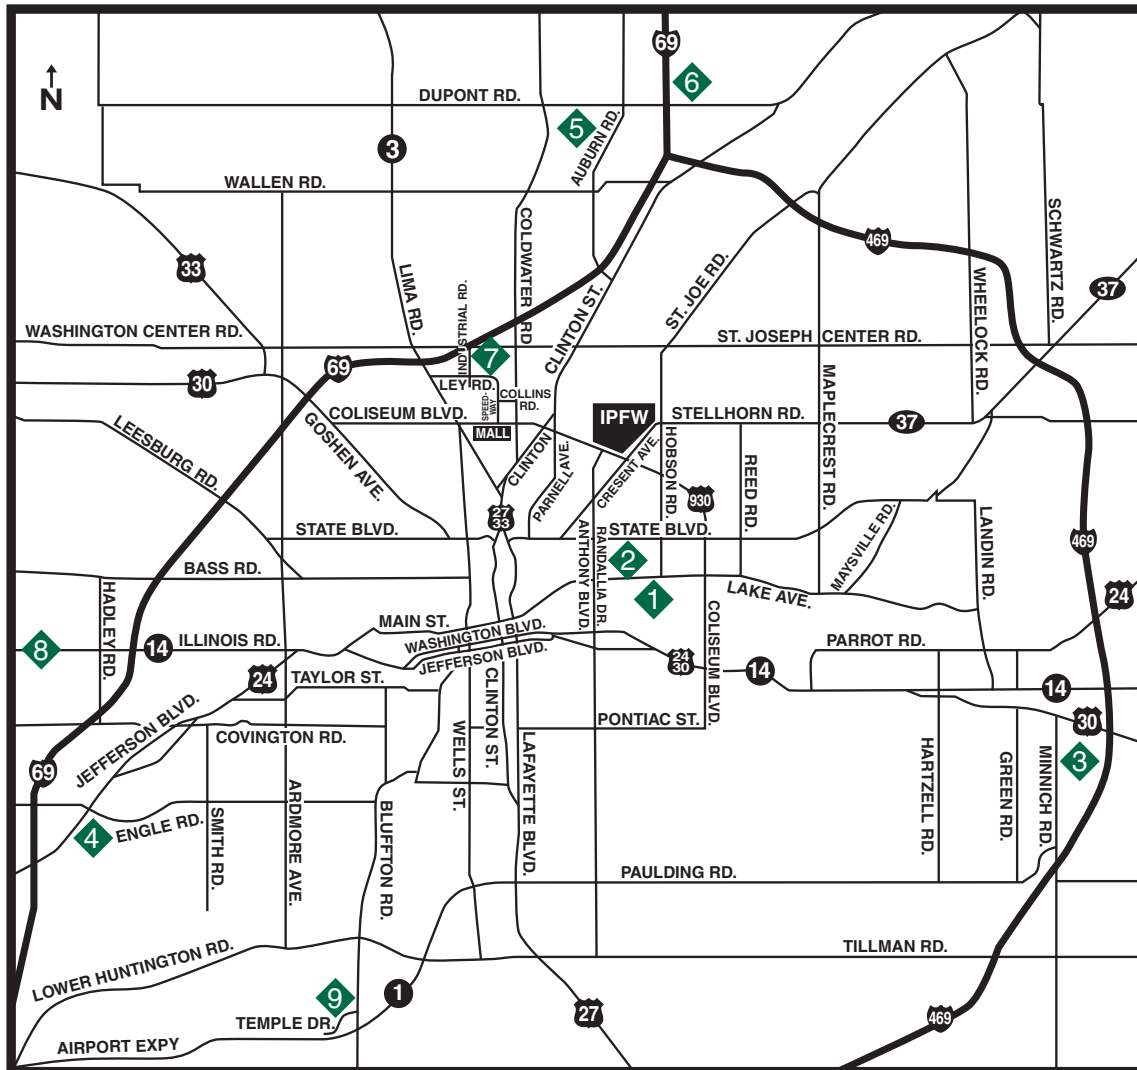 69
6
N
DUPONT RD.
5
AUBURN RD.
3
WALLEN RD.
COLDWATER RD
SCHWARTZ RD.
469
33
LIMA RD.
INDUSTRIAL RD.
ST. JOE RD.
WHEELOCK RD.
37
CLINTON ST.
WASHINGTON CENTER RD.
ST. JOSEPH CENTER RD.
7
69
30
LEY RD.
COLLINS
RD.
SPEED-
WAY
MAPLECREST RD.
COLISEUM BLVD.
IPFW
STELLHORN RD.
37
MALL
LEESBURG RD.
GOSHEN AVE.
CLINTON
PARNELL AVE.
CRESENT AVE.
HOBSON RD.
REED RD.
930
27
33
STATE BLVD.
STATE BLVD.
MAYSVILLE RD.
LANDIN RD.
469
ANTHONY BLVD.
RANDALLIA DR.
2
BASS RD.
HADLEY RD.
1
LAKE AVE.
24
COLISEUM BLVD.
MAIN ST.
WASHINGTON BLVD.
JEFFERSON BLVD.
8
14
ILLINOIS RD.
PARROT RD.
24
30
14
24
TAYLOR ST.
CLINTON ST.
14
JEFFERSON BLVD.
PONTIAC ST.
30
COVINGTON RD.
WELLS ST.
LAFAYETTE BLVD.
HARTZELL RD.
GREEN RD.
MINNICH RD.
3
69
ARDMORE AVE.
BLUFFTON RD.
SMITH RD.
4
ENGLE RD.
PAULDING RD.
LOWER HUNTINGTON RD.
TILLMAN RD.
9
1
27
469
TEMPLE DR.
AIRPORT EXPY